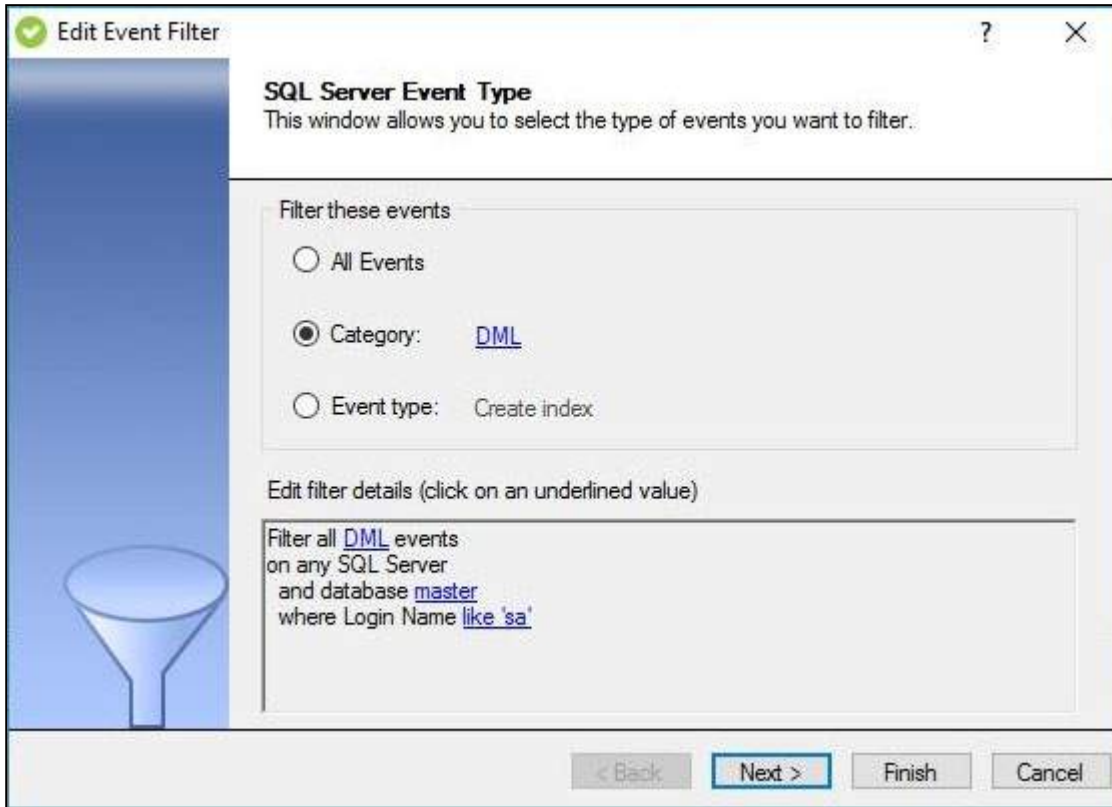 Edit Event Filter
?
SQL Server Event Type
This window allows you to select the type of events you want to filter.
Filter these events
All Events
Category: DML
Event type: Create index
Edit filter details (click on an underlined value)
Filter all DML events
on any SQL Server
and database master
where Login Name like 'sa'
< Back Next > Finish Cancel